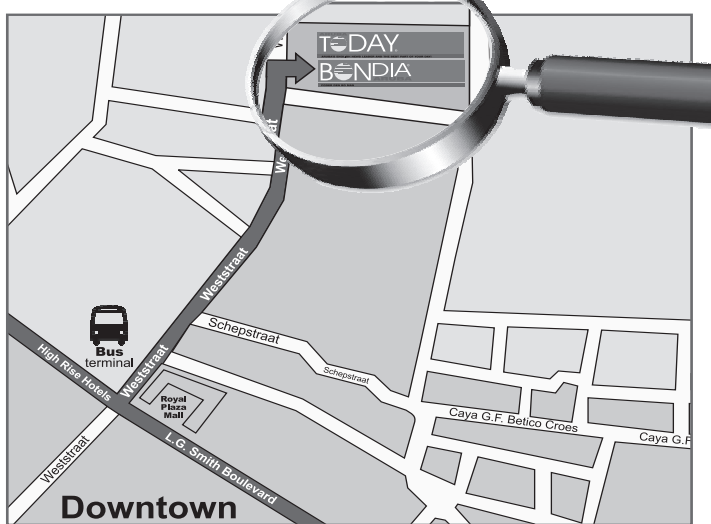 TODAY
BONDIA
Weststraat
Schepstraat
Schepstraat
Bus
terminal
Weststraat
High Rise Hotels
Royal
Plaza
Mall
Caya G.F. Betico Croes
Caya G.F
L.G. Smith Boulevard
Weststraat
Downtown